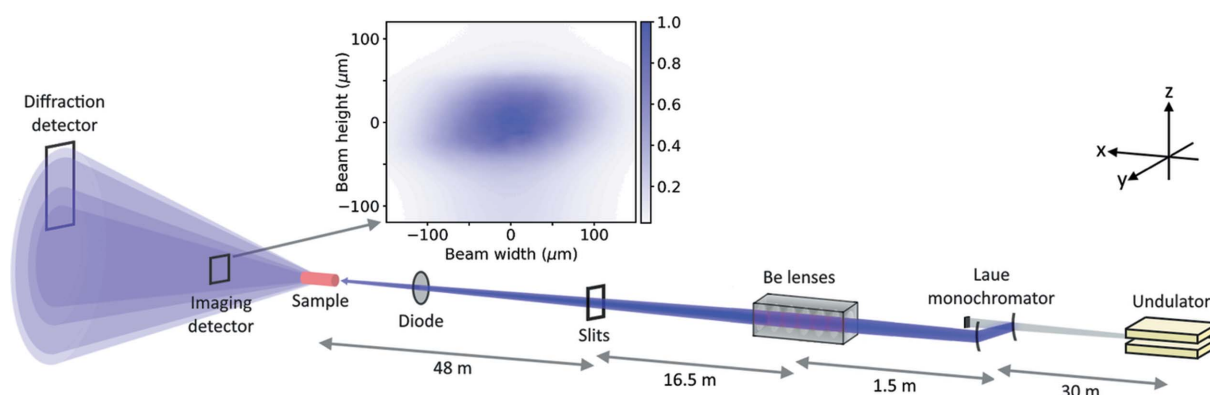 Diffraction
detector
Imaging
detector
Sample
Diode
Slits
Be lenses
Laue
monochromator
Undulator
48 m
16.5 m
1.5 m
30 m
Beam height (μm)
100
50
0
−50
−100
−100
0
100
Beam width (μm)
1.0
0.8
0.6
0.4
0.2
z
x
y